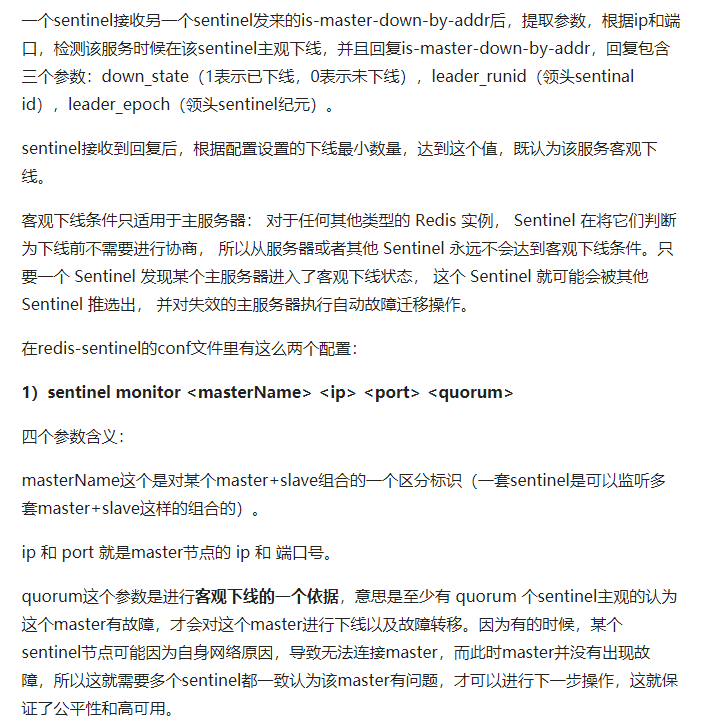 一个sentinel接收另一个sentinel发来的is-master-down-by-addr后，提取参数，根据ip和端
口，检测该服务时候在该sentinel主观下线，并且回复is-master-down-by-addr，回复包含
三个参数：down_state（1表示已下线，0表示未下线），leader_runid（领头sentinal
id），leader_epoch（领头sentinel纪元）。
sentinel接收到回复后，根据配置设置的下线最小数量，达到这个值，既认为该服务客观下
线。
客观下线条件只适用于主服务器： 对于任何其他类型的 Redis 实例， Sentinel 在将它们判断
为下线前不需要进行协商， 所以从服务器或者其他 Sentinel 永远不会达到客观下线条件。只
要一个 Sentinel 发现某个主服务器进入了客观下线状态， 这个 Sentinel 就可能会被其他
Sentinel 推选出， 并对失效的主服务器执行自动故障迁移操作。
在redis-sentinel的conf文件里有这么两个配置：
1）sentinel monitor <masterName> <ip> <port> <quorum>
四个参数含义：
masterName这个是对某个master+slave组合的一个区分标识（一套sentinel是可以监听多
套master+slave这样的组合的）。
ip 和 port 就是master节点的 ip 和 端口号。
quorum这个参数是进行客观下线的一个依据，意思是至少有 quorum 个sentinel主观的认为
这个master有故障，才会对这个master进行下线以及故障转移。因为有的时候，某个
sentinel节点可能因为自身网络原因，导致无法连接master，而此时master并没有出现故
障，所以这就需要多个sentinel都一致认为该master有问题，才可以进行下一步操作，这就保
证了公平性和高可用。